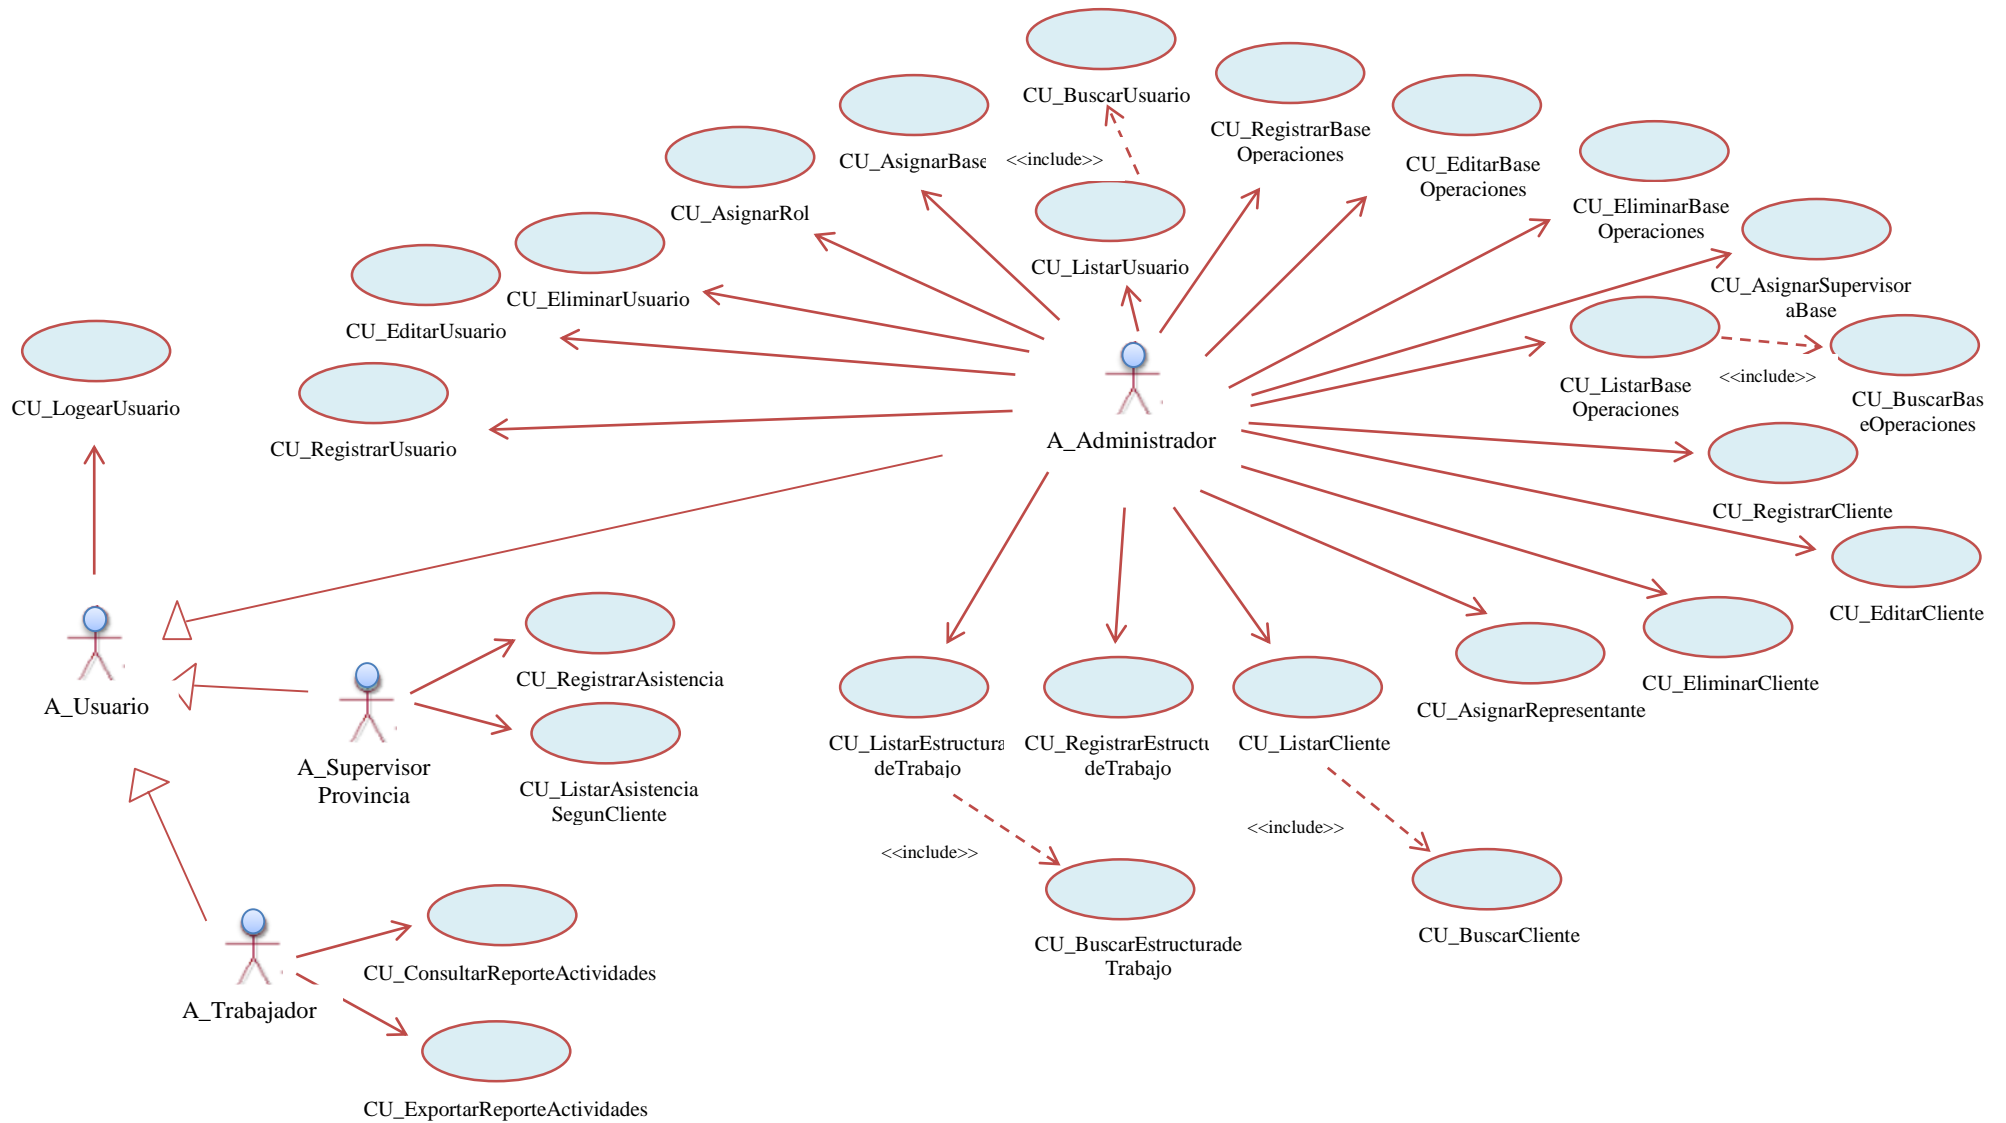 CU_BuscarUsuario
CU_RegistrarBase
Operaciones
CU_AsignarBase
<<include>>
CU_EditarBase
Operaciones
CU_EliminarBase
Operaciones
CU_AsignarRol
CU_ListarUsuario
CU_AsignarSupervisor
aBase
CU_EliminarUsuario
CU_EditarUsuario
CU_ListarBase
Operaciones
<<include>>
CU_BuscarBas
eOperaciones
CU_LogearUsuario
CU_RegistrarUsuario
A_Administrador
CU_RegistrarCliente
CU_EditarCliente
CU_RegistrarAsistencia
CU_EliminarCliente
A_Usuario
CU_AsignarRepresentante
CU_ListarEstructura
deTrabajo
CU_RegistrarEstructu
deTrabajo
CU_ListarCliente
A_Supervisor
Provincia
CU_ListarAsistencia
SegunCliente
<<include>>
<<include>>
CU_BuscarEstructurade
Trabajo
CU_BuscarCliente
CU_ConsultarReporteActividades
A_Trabajador
CU_ExportarReporteActividades